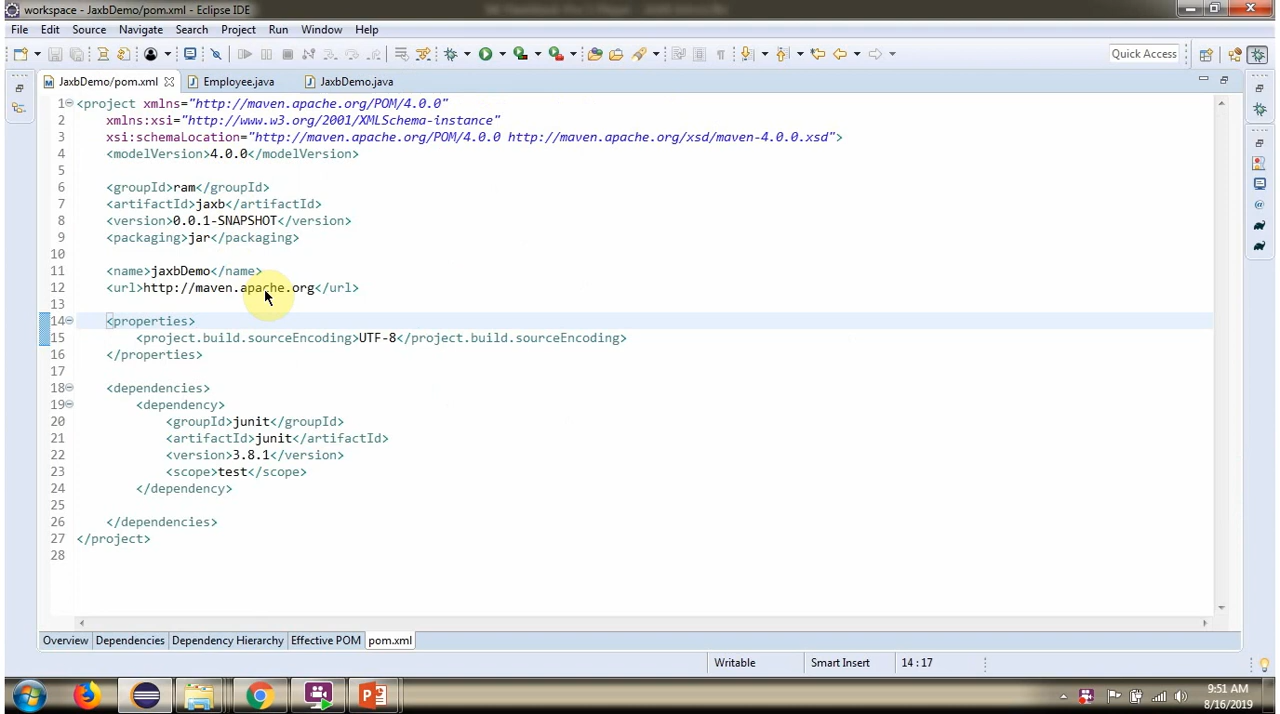 workspace - JaxbDemo/pom.xml - Eclipse IDE
File Edit Source Navigate Search Project Run Window Help
Quick Access
JaxbDemo/pom.xml Employee.java JaxbDemo.java
1 <project xmlns="http://maven.apache.org/POM/4.0.0"
2 xmlns:xsi="http://www.w3.org/2001/XMLSchema-instance"
3 xsi:schemaLocation="http://maven.apache.org/POM/4.0.0 http://maven.apache.org/xsd/maven-4.0.0.xsd">
4 <modelVersion>4.0.0</modelVersion>
5
6 <groupId>ram</groupId>
7 <artifactId>jaxb</artifactId>
8 <version>0.0.1-SNAPSHOT</version>
9 <packaging>jar</packaging>
10
11 <name>jaxbDemo</name>
12 <url>http://maven.apache.org</url>
13
14 <properties>
15 <project.build.sourceEncoding>UTF-8</project.build.sourceEncoding>
16 </properties>
17
18 <dependencies>
19 <dependency>
20 <groupId>junit</groupId>
21 <artifactId>junit</artifactId>
22 <version>3.8.1</version>
23 <scope>test</scope>
24 </dependency>
25
26 </dependencies>
27 </project>
28
Overview Dependencies Dependency Hierarchy Effective POM pom.xml
Writable Smart Insert 14 : 17
9:51 AM
8/16/2019